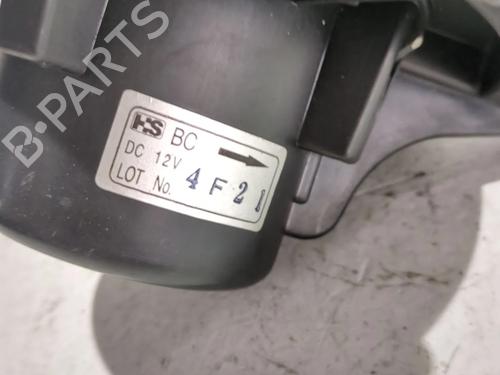 B-PARTS
HS BC
DC 12V
LOT No. 4F21